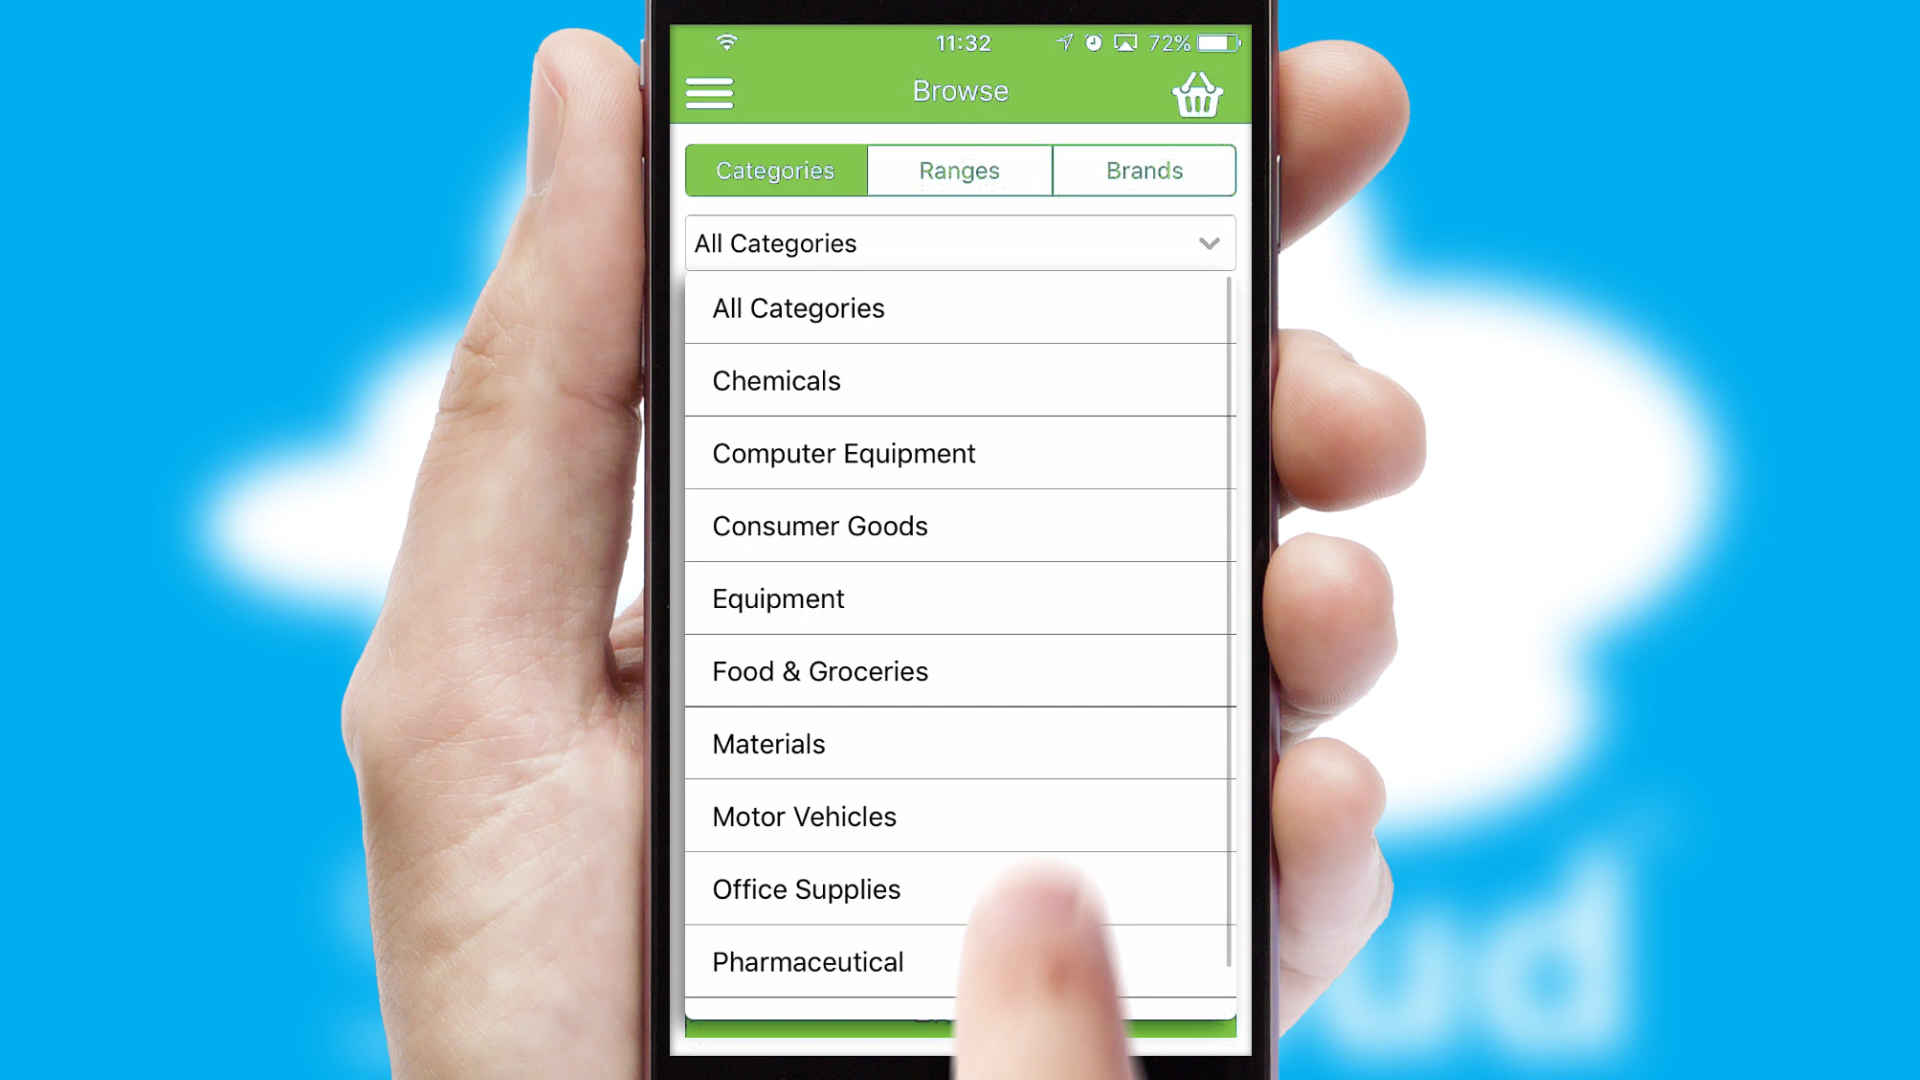 11:32
72%
Browse
Categories
Ranges
Brands
All Categories
All Categories
Chemicals
Computer Equipment
Consumer Goods
Equipment
Food & Groceries
Materials
Motor Vehicles
Office Supplies
Pharmaceutical